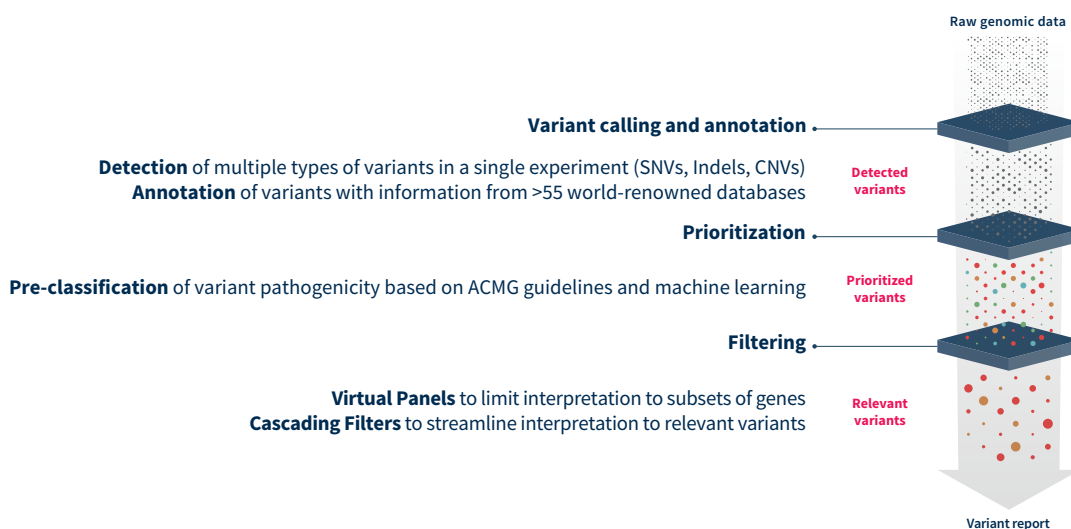 Raw genomic data
Variant calling and annotation
Detection of multiple types of variants in a single experiment (SNVs, Indels, CNVs)
Annotation of variants with information from >55 world-renowned databases
Detected
variants
Prioritization
Pre-classification of variant pathogenicity based on ACMG guidelines and machine learning
Prioritized
variants
Filtering
Virtual Panels to limit interpretation to subsets of genes
Cascading Filters to streamline interpretation to relevant variants
Relevant
variants
Variant report